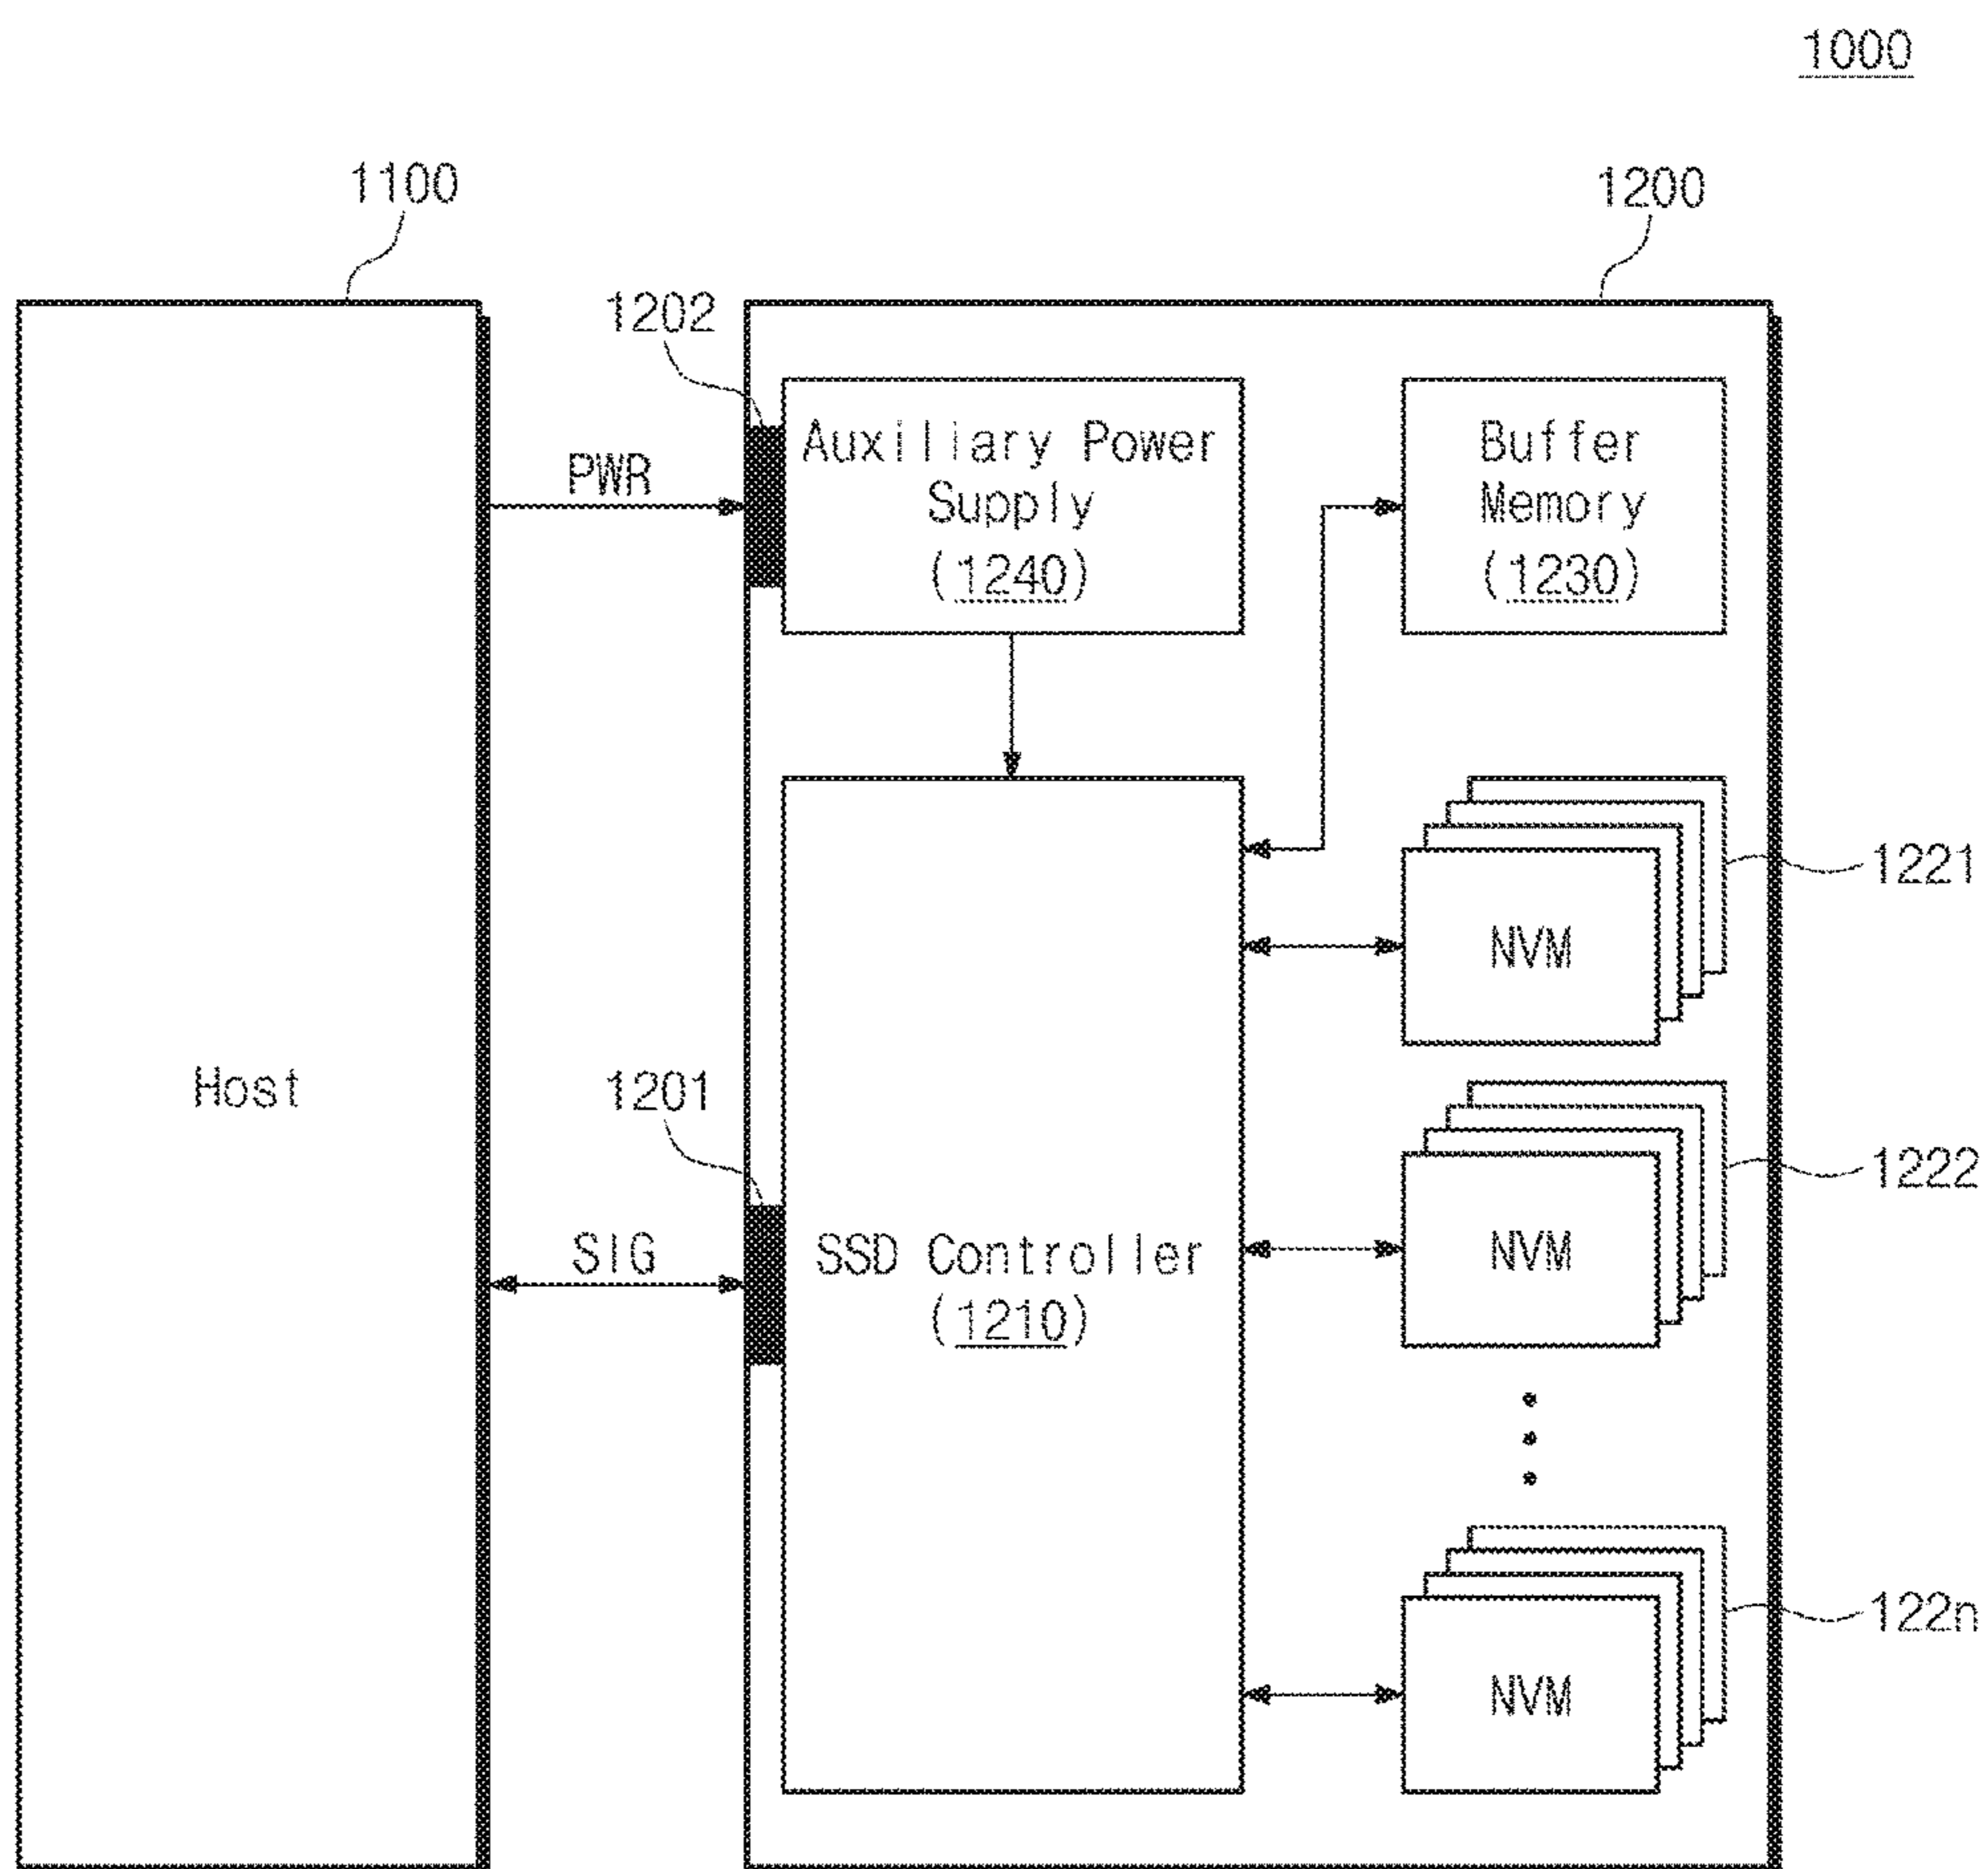 1000
1100
1200
1202
Auxiliary Power
Supply
(1240)
Buffer
Memory
(1230)
PWR
1221
NVM
Host
1201
1222
SIG
SSD Controller
(1210)
NVM
122n
NVM